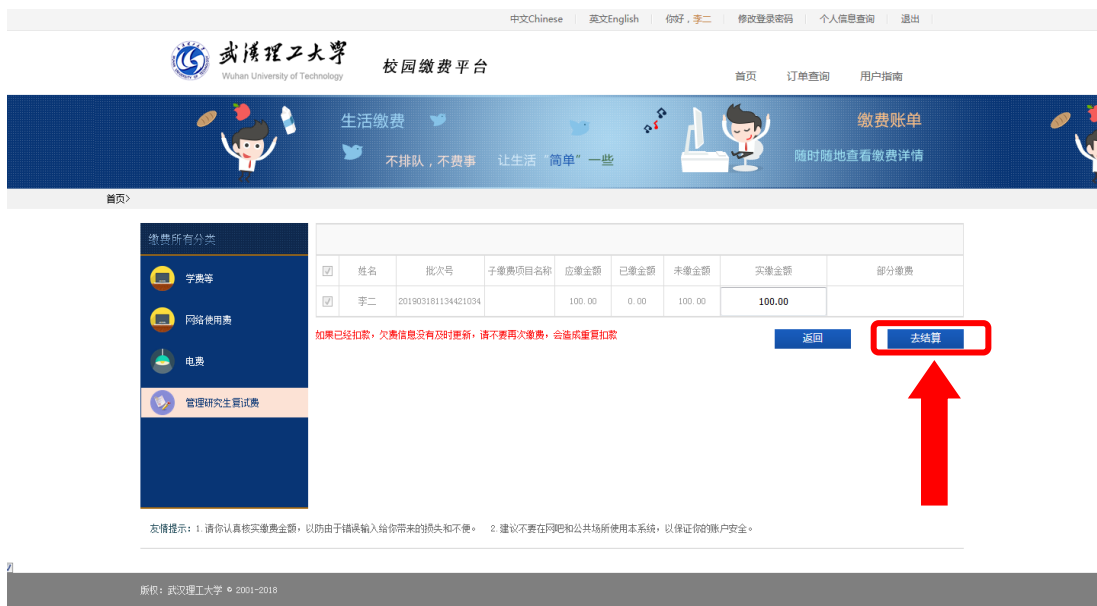 中文Chinese 英文English 你好，李二 修改登录密码 个人信息查询 退出
武汉理工大学
Wuhan University of Technology
校园缴费平台
首页 订单查询 用户指南
生活缴费
不排队，不费事 让生活“简单”一些
缴费账单
随时随地查看缴费详情
首页>
缴费所有分类
学费等
网络使用费
电费
管理研究生复试费
姓名 批次号 子缴费项目名称 应缴金额 已缴金额 未缴金额 实缴金额 部分缴费
李二 201903181134421034 100.00 0.00 100.00 100.00
如果已经扣款，欠费信息没有及时更新，请不要再次缴费，会造成重复扣款
返回 去结算
友情提示：1.请你认真核实缴费金额，以防由于错误输入给你带来的损失和不便。 2.建议不要在网吧和公共场所使用本系统，以保证你的账户安全。
版权：武汉理工大学 © 2001-2018